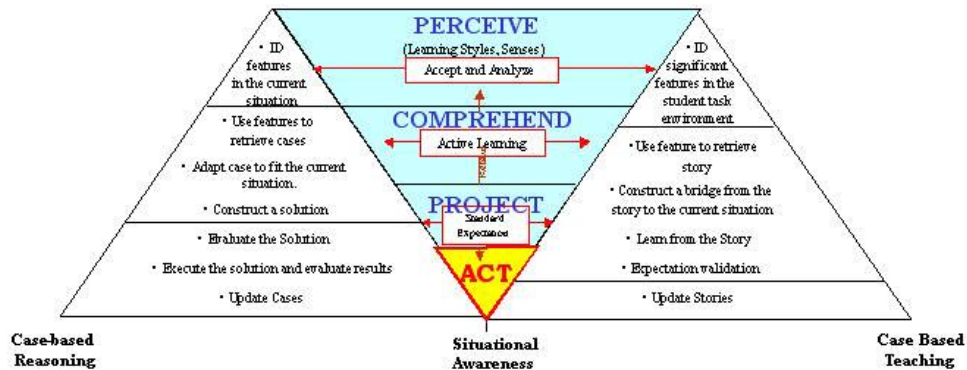 PERCEIVE
(Learning Styles, Senses)
Accept and Analyze
COMPREHEND
Active Learning
PROJECT
Standard
Experience
ACT
• ID
features
in the current
situation
• Use features to
retrieve cases
• Adapt case to fit the current
situation.
• Construct a solution
• Evaluate the Solution
• Execute the solution and evaluate results
• Update Cases
• ID
significant
features in the
student task
environment
• Use feature to retrieve
story
• Construct a bridge from the
story to the current situation
• Learn from the Story
• Expectation validation
• Update Stories
Case-based
Reasoning
Situational
Awareness
Case Based
Teaching